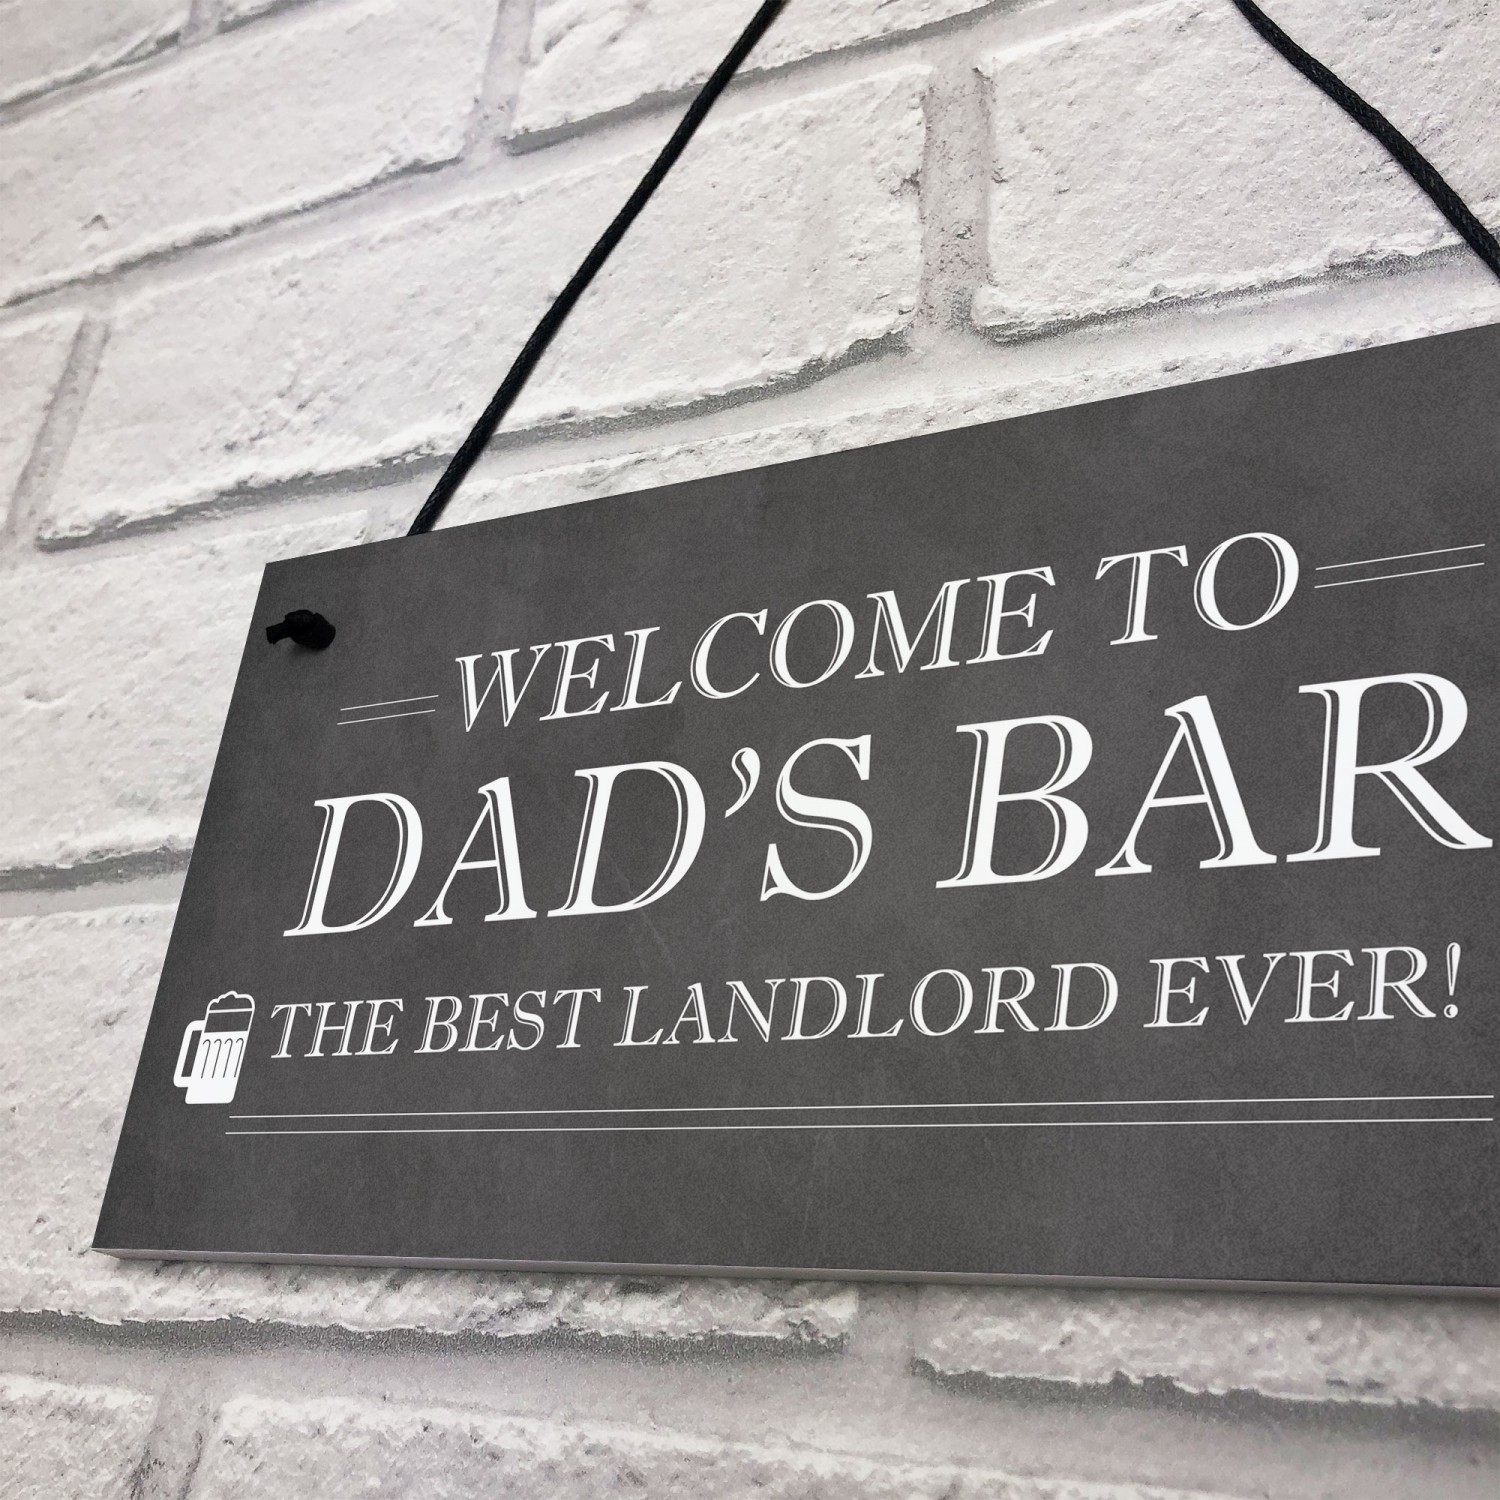 WELCOME TO
DAD'S BAR
THE BEST LANDLORD EVER!